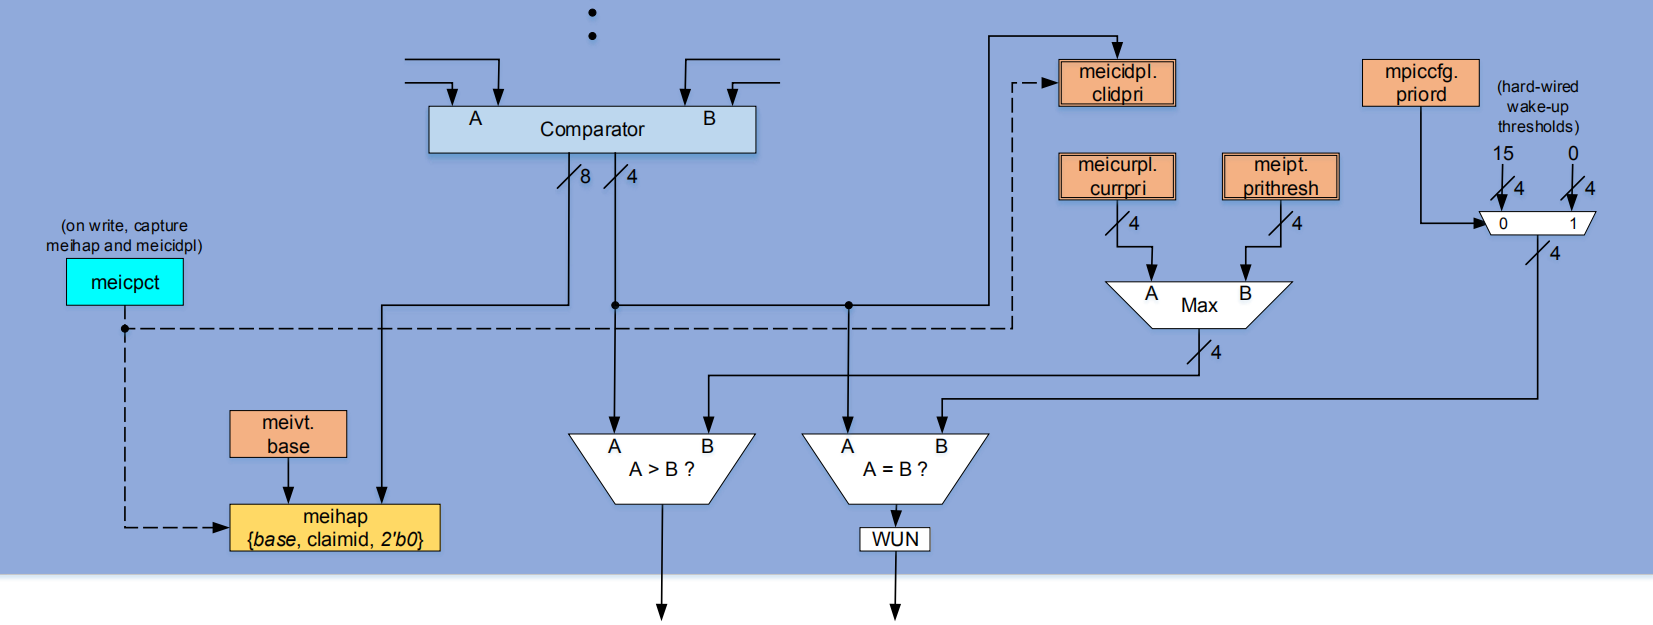 meicidpl.
clidpri
mpiccfg.
priord
(hard-wired
wake-up
thresholds)
A
Comparator
B
15
0
8
4
meicurpl.
currpri
meipt.
prithresh
4
4
(on write, capture
meihap and meicidpl)
meicpct
4
4
0
1
4
A
B
Max
4
meivt.
base
A
B
A > B ?
A
B
A = B ?
meihap
{base, claimid, 2'b0}
WUN